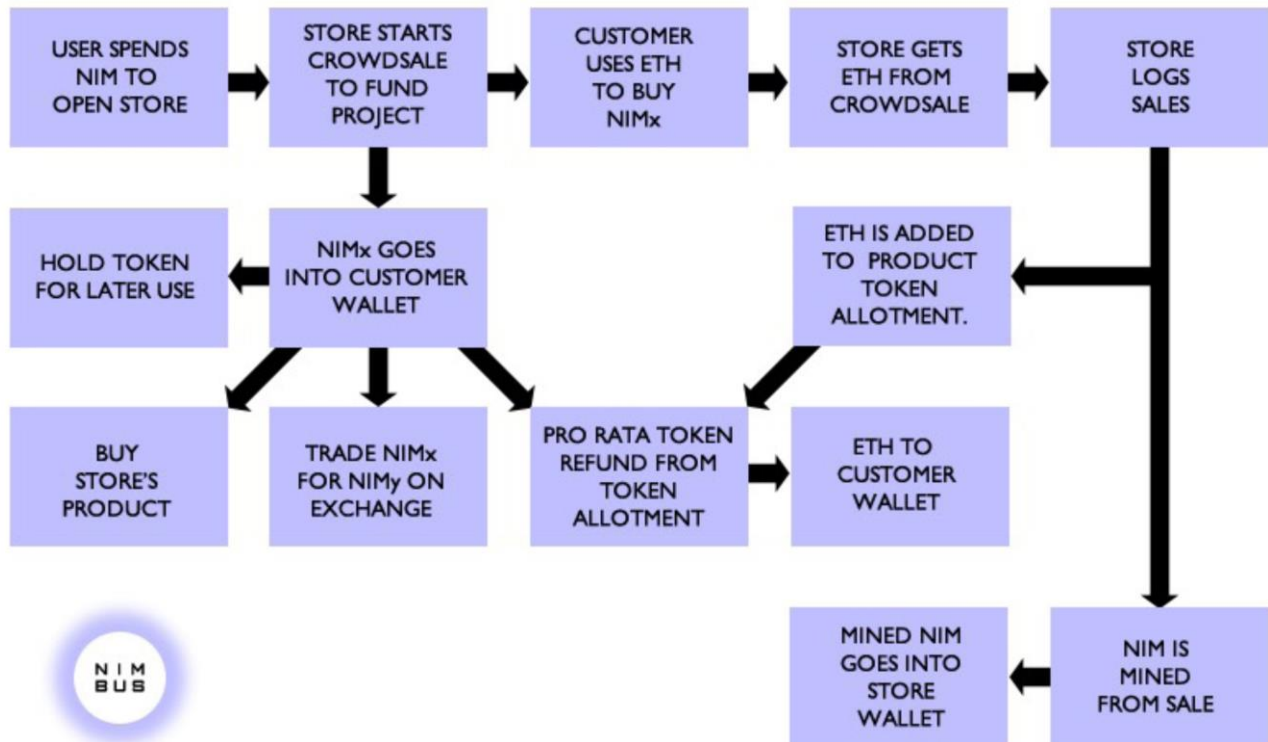 USER SPENDS
NIM TO
OPEN STORE
STORE STARTS
CROWDSALE
TO FUND
PROJECT
CUSTOMER
USES ETH
TO BUY
NIMx
STORE GETS
ETH FROM
CROWDSALE
STORE
LOGS
SALES
HOLD TOKEN
FOR LATER USE
NIMx GOES
INTO CUSTOMER
WALLET
ETH IS ADDED
TO PRODUCT
TOKEN
ALLOTMENT.
BUY
STORE'S
PRODUCT
TRADE NIMx
FOR NIMy ON
EXCHANGE
PRO RATA TOKEN
REFUND FROM
TOKEN
ALLOTMENT
ETH TO
CUSTOMER
WALLET
MINED NIM
GOES INTO
STORE
WALLET
NIM IS
MINED
FROM SALE
NIM
BUS